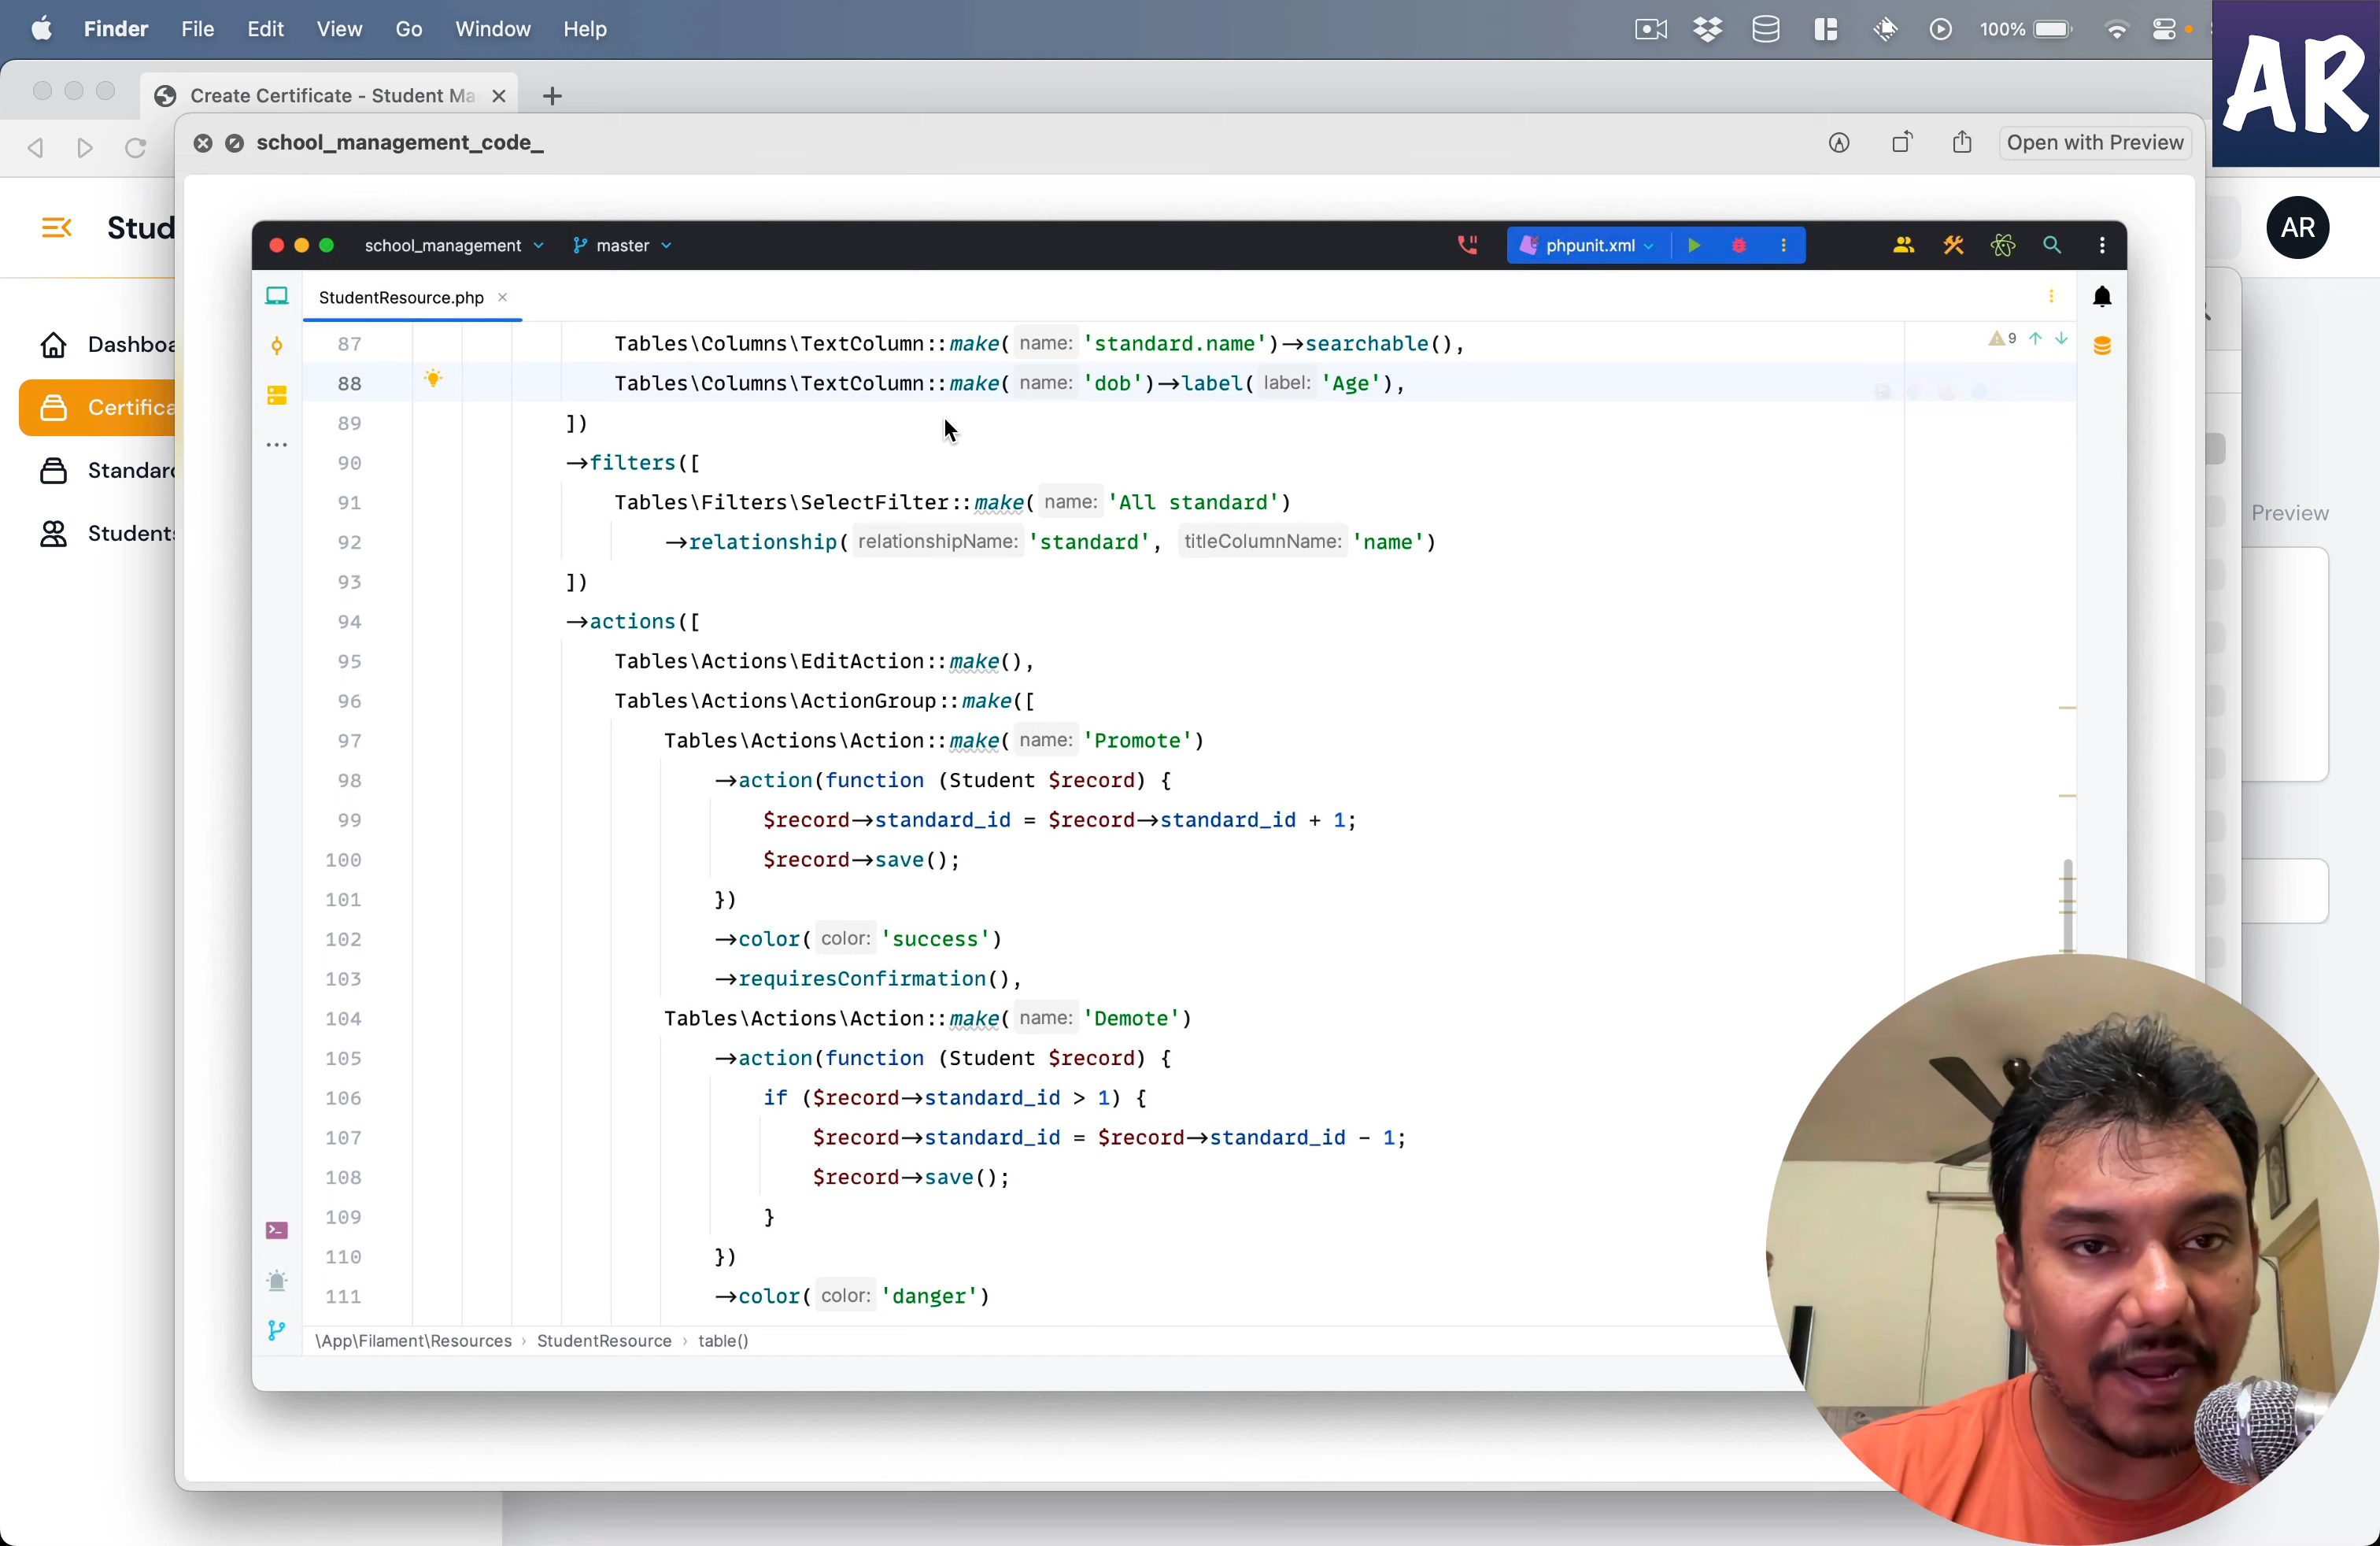 Finder File Edit View Go Window Help
100%
AR
Create Certificate - Student Ma
school_management_code_
Open with Preview
Stud
AR
school_management
master
phpunit.xml
StudentResource.php
Dashboa
Certifica
Standard
Students
Preview
9
87 Tables\Columns\TextColumn::make( name: 'standard.name')→searchable(),
88 Tables\Columns\TextColumn::make( name: 'dob')→label( label: 'Age'),
89 ])
90 →filters([
91 Tables\Filters\SelectFilter::make( name: 'All standard')
92 →relationship( relationshipName: 'standard', titleColumnName: 'name')
93 ])
94 →actions([
95 Tables\Actions\EditAction::make(),
96 Tables\Actions\ActionGroup::make([
97 Tables\Actions\Action::make( name: 'Promote')
98 →action(function (Student $record) {
99 $record→standard_id = $record→standard_id + 1;
100 $record→save();
101 })
102 →color( color: 'success')
103 →requiresConfirmation(),
104 Tables\Actions\Action::make( name: 'Demote')
105 →action(function (Student $record) {
106 if ($record→standard_id > 1) {
107 $record→standard_id = $record→standard_id - 1;
108 $record→save();
109 }
110 })
111 →color( color: 'danger')
\App\Filament\Resources › StudentResource › table()